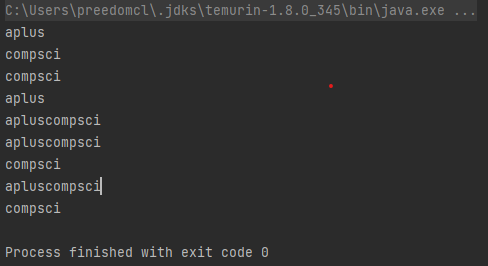 C:\Users\preedomcl\.jdks\temurin-1.8.0_345\bin\java.exe ...
aplus
compsci
compsci
aplus
apluscompsci
apluscompsci
compsci
apluscompsci
compsci
Process finished with exit code 0